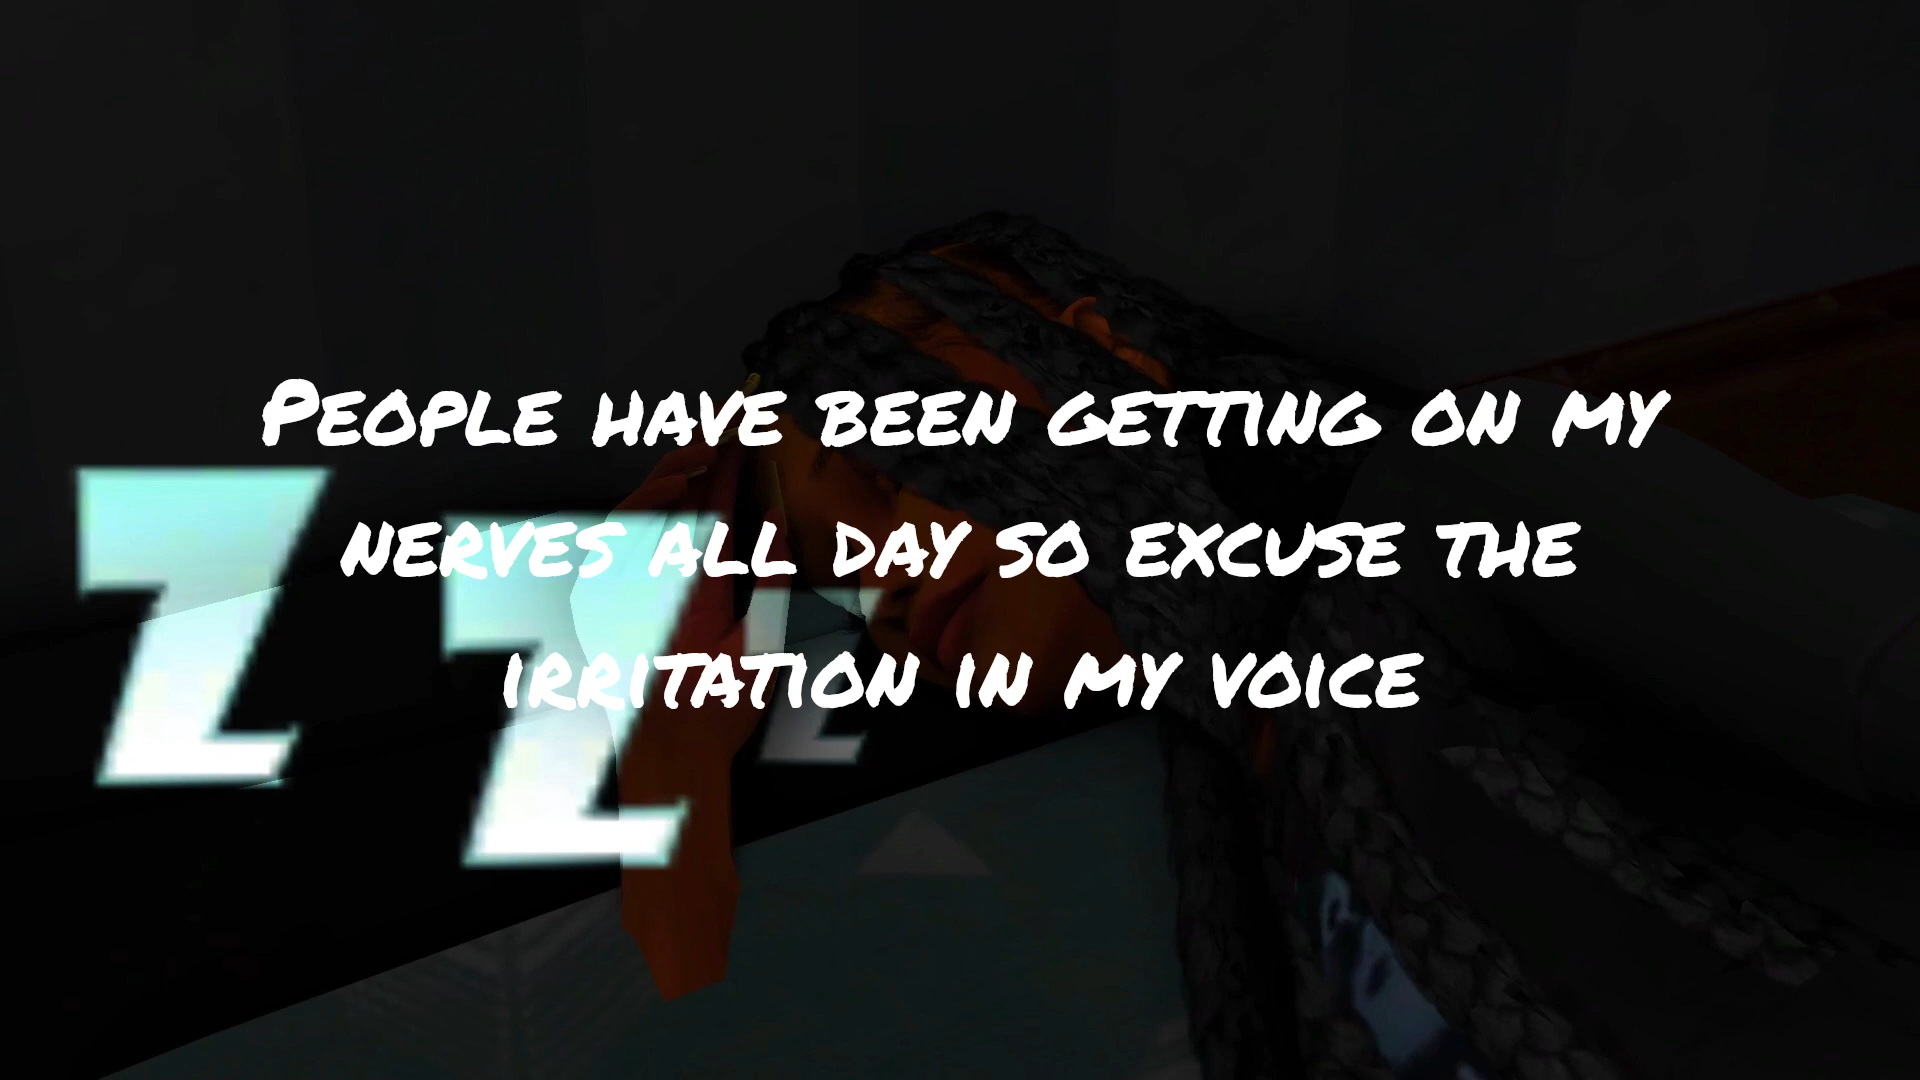 People have been getting on my
nerves all day so excuse the
irritation in my voice
Z Z Z